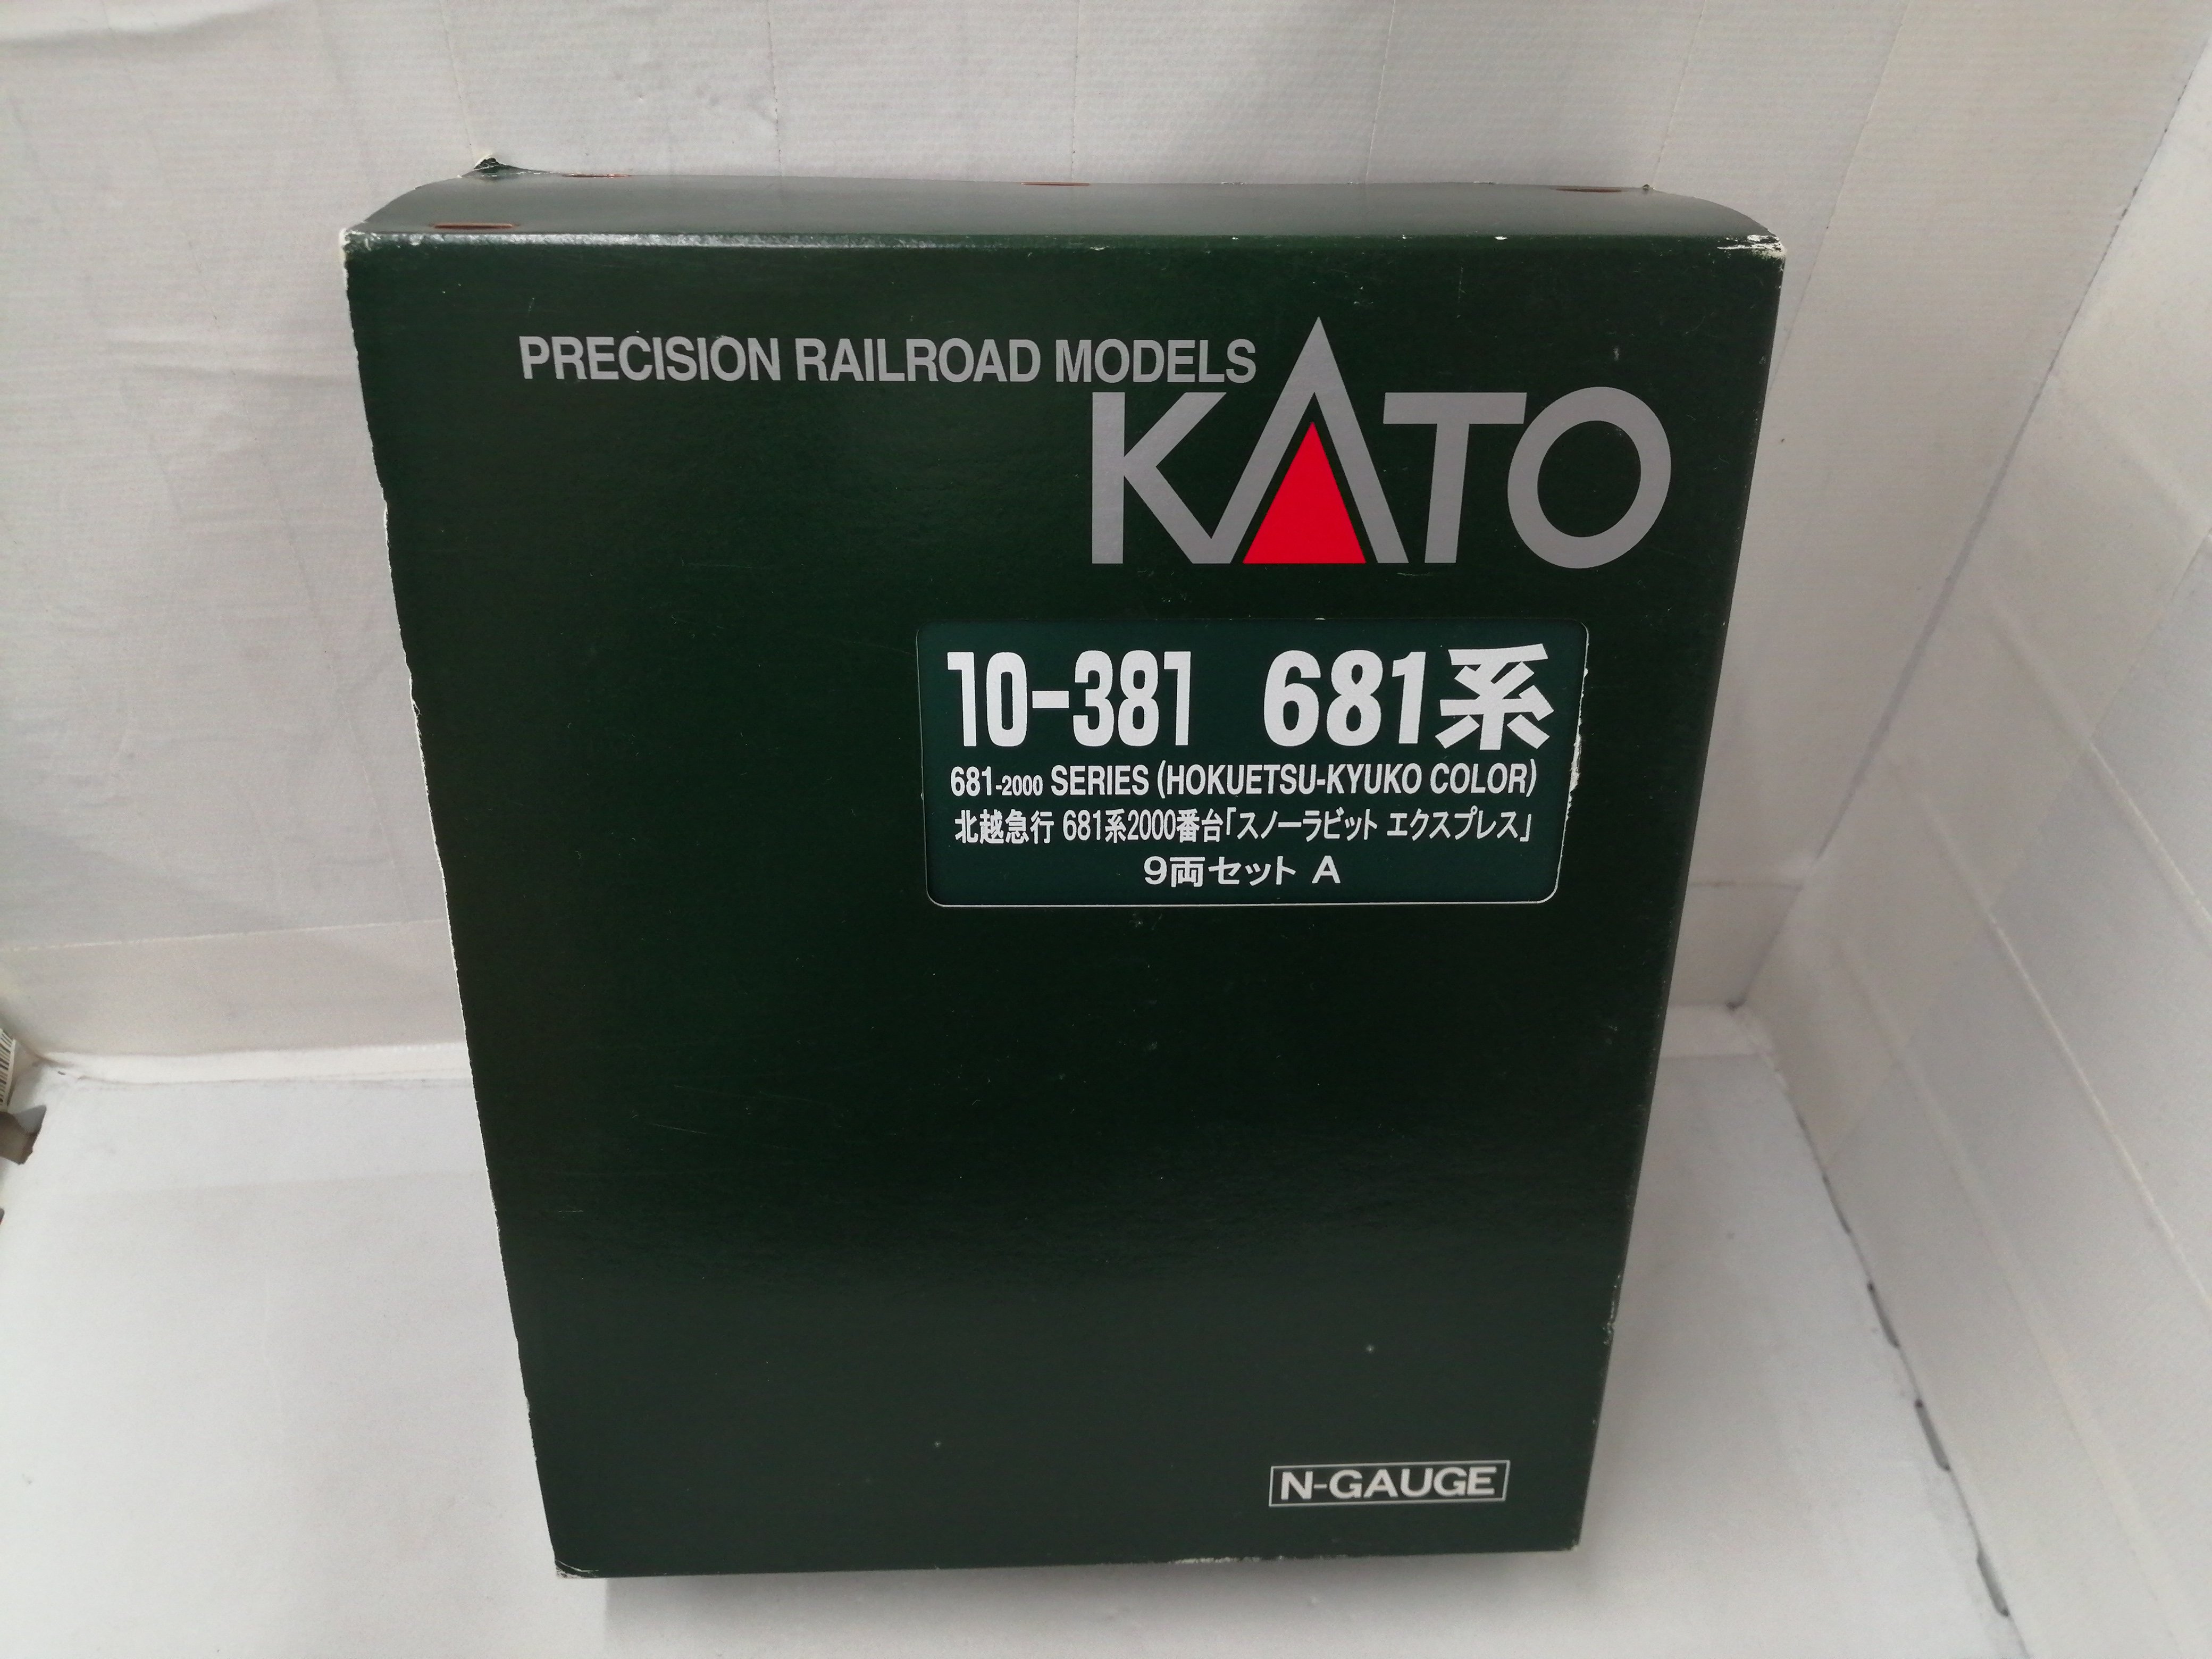 PRECISION RAILROAD MODELS
KATO
10-381 681系
681-2000 SERIES (HOKUETSU-KYUKO COLOR)
北越急行 681系2000番台「スノーラビット エクスプレス」
9両セット A
N-GAUGE